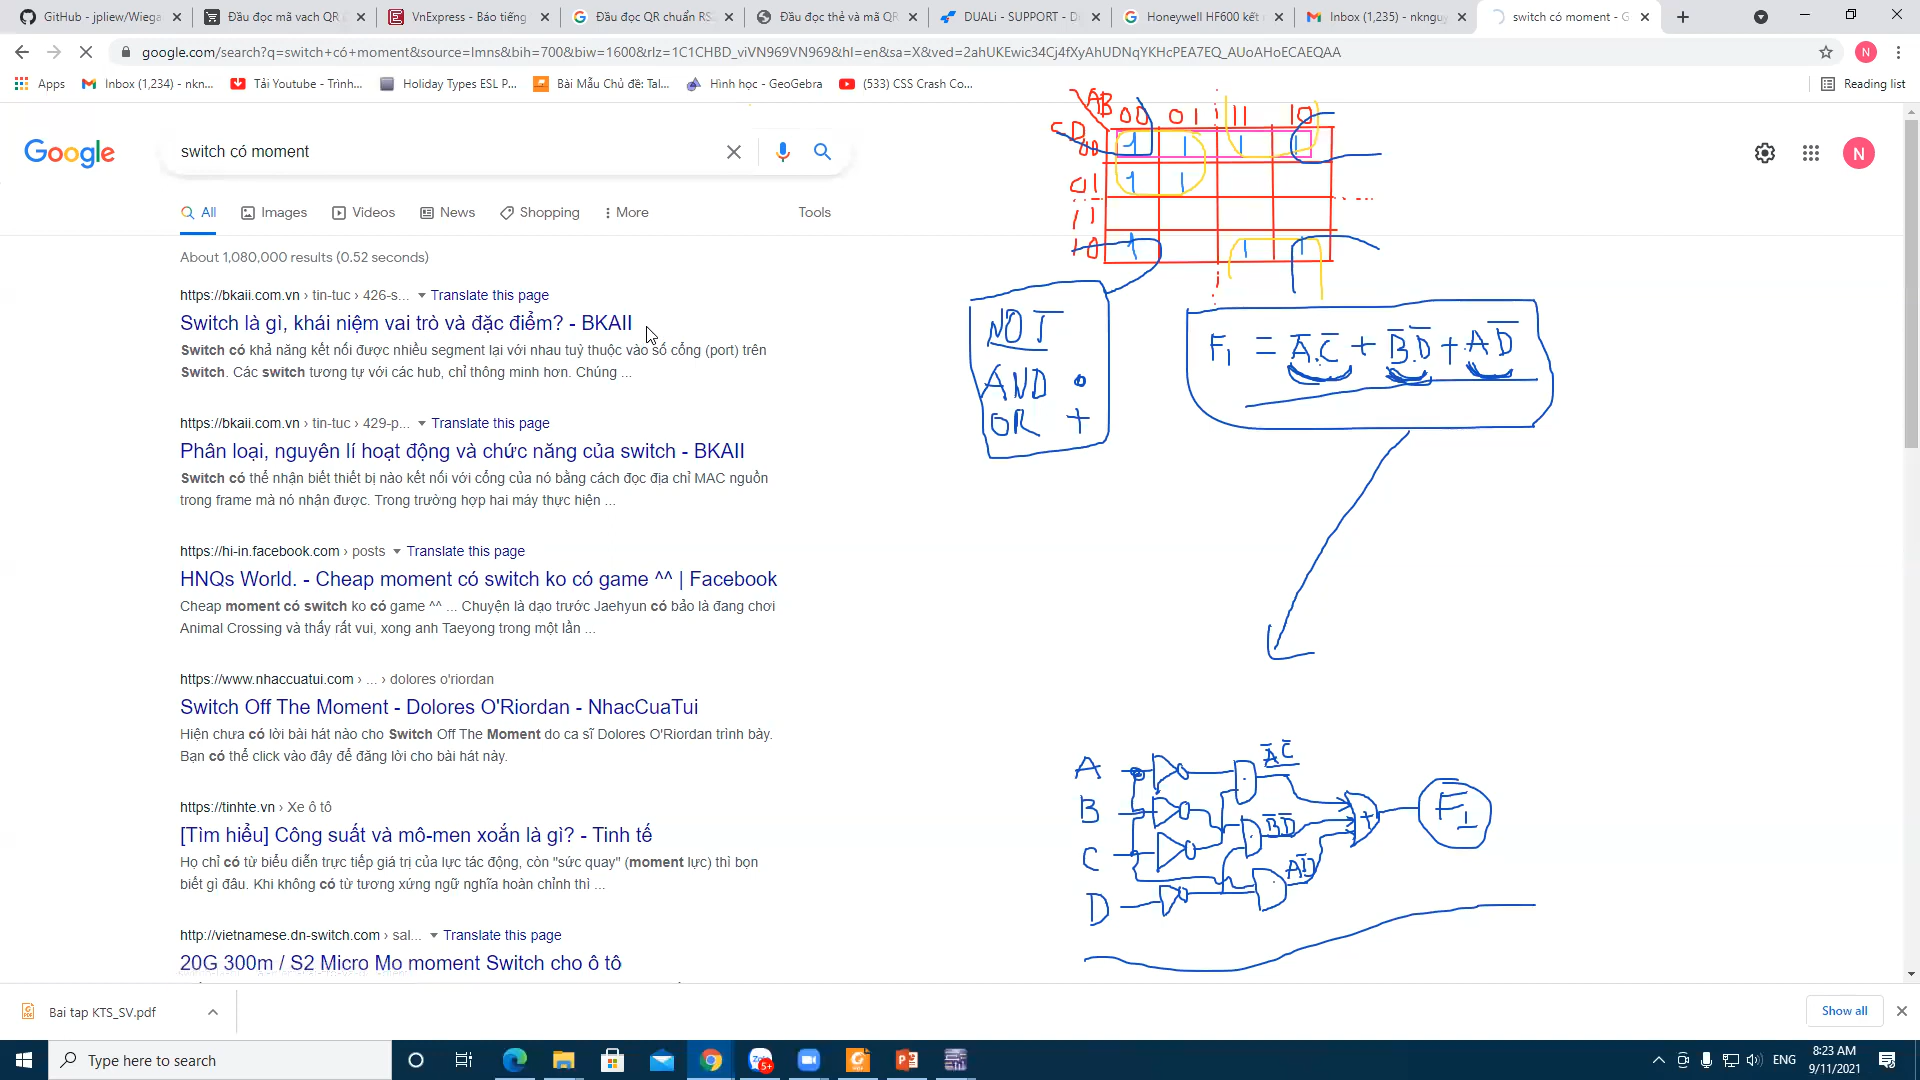 GitHub - jpliew/Wiega
Đầu đọc mã vạch QR
VnExpress - Báo tiếng
Đầu đọc QR chuẩn RS
Đầu đọc thẻ và mã QR
DUALi - SUPPORT - D
Honeywell HF600 kết
Inbox (1,235) - nknguy
switch có moment - G
google.com/search?q=switch+có+moment&source=lmns&bih=700&biw=1600&rlz=1C1CHBD_viVN969VN969&hl=en&sa=X&ved=2ahUKEwic34Cj4fXyAhUDNqYKHcPEA7EQ_AUoAHoECAEQAA
N
Apps
Inbox (1,234) - nkn...
Tải Youtube - Trình...
Holiday Types ESL P...
Bài Mẫu Chủ đề: Tal...
Hình học - GeoGebra
(533) CSS Crash Co...
Reading list
Google
switch có moment
N
All
Images
Videos
News
Shopping
More
Tools
About 1,080,000 results (0.52 seconds)
https://bkaii.com.vn › tin-tuc › 426-s... Translate this page
Switch là gì, khái niệm vai trò và đặc điểm? - BKAII
Switch có khả năng kết nối được nhiều segment lại với nhau tuỳ thuộc vào số cổng (port) trên
Switch. Các switch tương tự với các hub, chỉ thông minh hơn. Chúng ...
https://bkaii.com.vn › tin-tuc › 429-p... Translate this page
Phân loại, nguyên lí hoạt động và chức năng của switch - BKAII
Switch có thể nhận biết thiết bị nào kết nối với cổng của nó bằng cách đọc địa chỉ MAC nguồn
trong frame mà nó nhận được. Trong trường hợp hai máy thực hiện ...
https://hi-in.facebook.com › posts Translate this page
HNQs World. - Cheap moment có switch ko có game ^^ | Facebook
Cheap moment có switch ko có game ^^ ... Chuyện là dạo trước Jaehyun có bảo là đang chơi
Animal Crossing và thấy rất vui, xong anh Taeyong trong một lần ...
https://www.nhaccuatui.com › ... › dolores o'riordan
Switch Off The Moment - Dolores O'Riordan - NhacCuaTui
Hiện chưa có lời bài hát nào cho Switch Off The Moment do ca sĩ Dolores O'Riordan trình bày.
Bạn có thể click vào đây để đăng lời cho bài hát này.
https://tinhte.vn › Xe ô tô
[Tìm hiểu] Công suất và mô-men xoắn là gì? - Tinh tế
Họ chỉ có từ biểu diễn trực tiếp giá trị của lực tác động, còn "sức quay" (moment lực) thì bọn
biết gì đâu. Khi không có từ tương xứng ngữ nghĩa hoàn chỉnh thì ...
http://vietnamese.dn-switch.com › sal... Translate this page
20G 300m / S2 Micro Mo moment Switch cho ô tô
AB
CD
00 01 11 10
00 1 1 1 1
01 1 1
11
10 1 1 1
NOT
AND •
OR +
F1 = A̅.C̅ + B̅.D̅ + A.D̅
A
B
C
D
A̅C̅
B̅D̅
AD̅
+
F1
Bai tap KTS_SV.pdf
Show all
Type here to search
5+
ENG
8:23 AM
9/11/2021